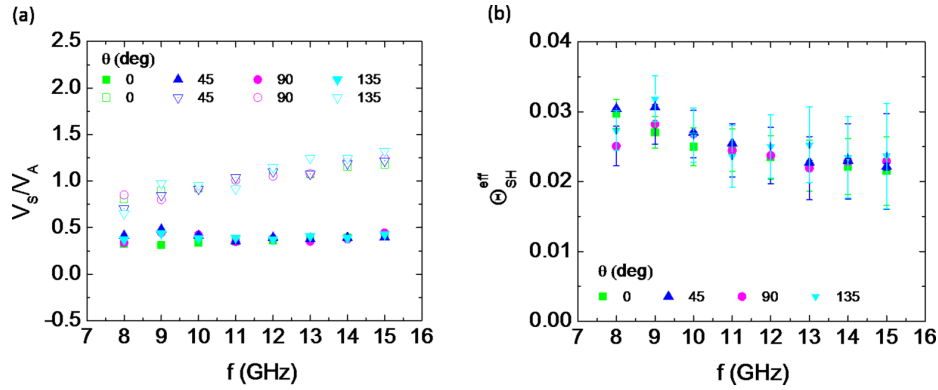 (a)
2.5
2.0
1.5
1.0
0.5
0.0
-0.5
V_S/V_A
θ (deg)
0 45 90 135
0 45 90 135
7 8 9 10 11 12 13 14 15 16
f (GHz)
(b)
0.04
0.03
0.02
0.01
0.00
Θ_SH^eff
θ (deg)
0 45 90 135
7 8 9 10 11 12 13 14 15 16
f (GHz)